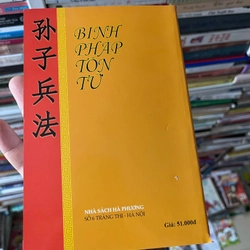 孙子兵法
BINH
PHÁP
TÔN
TỬ
NHÀ SÁCH HÀ PHƯƠNG
SỐ 6 TRÀNG THI - HÀ NỘI
Giá: 51.000đ